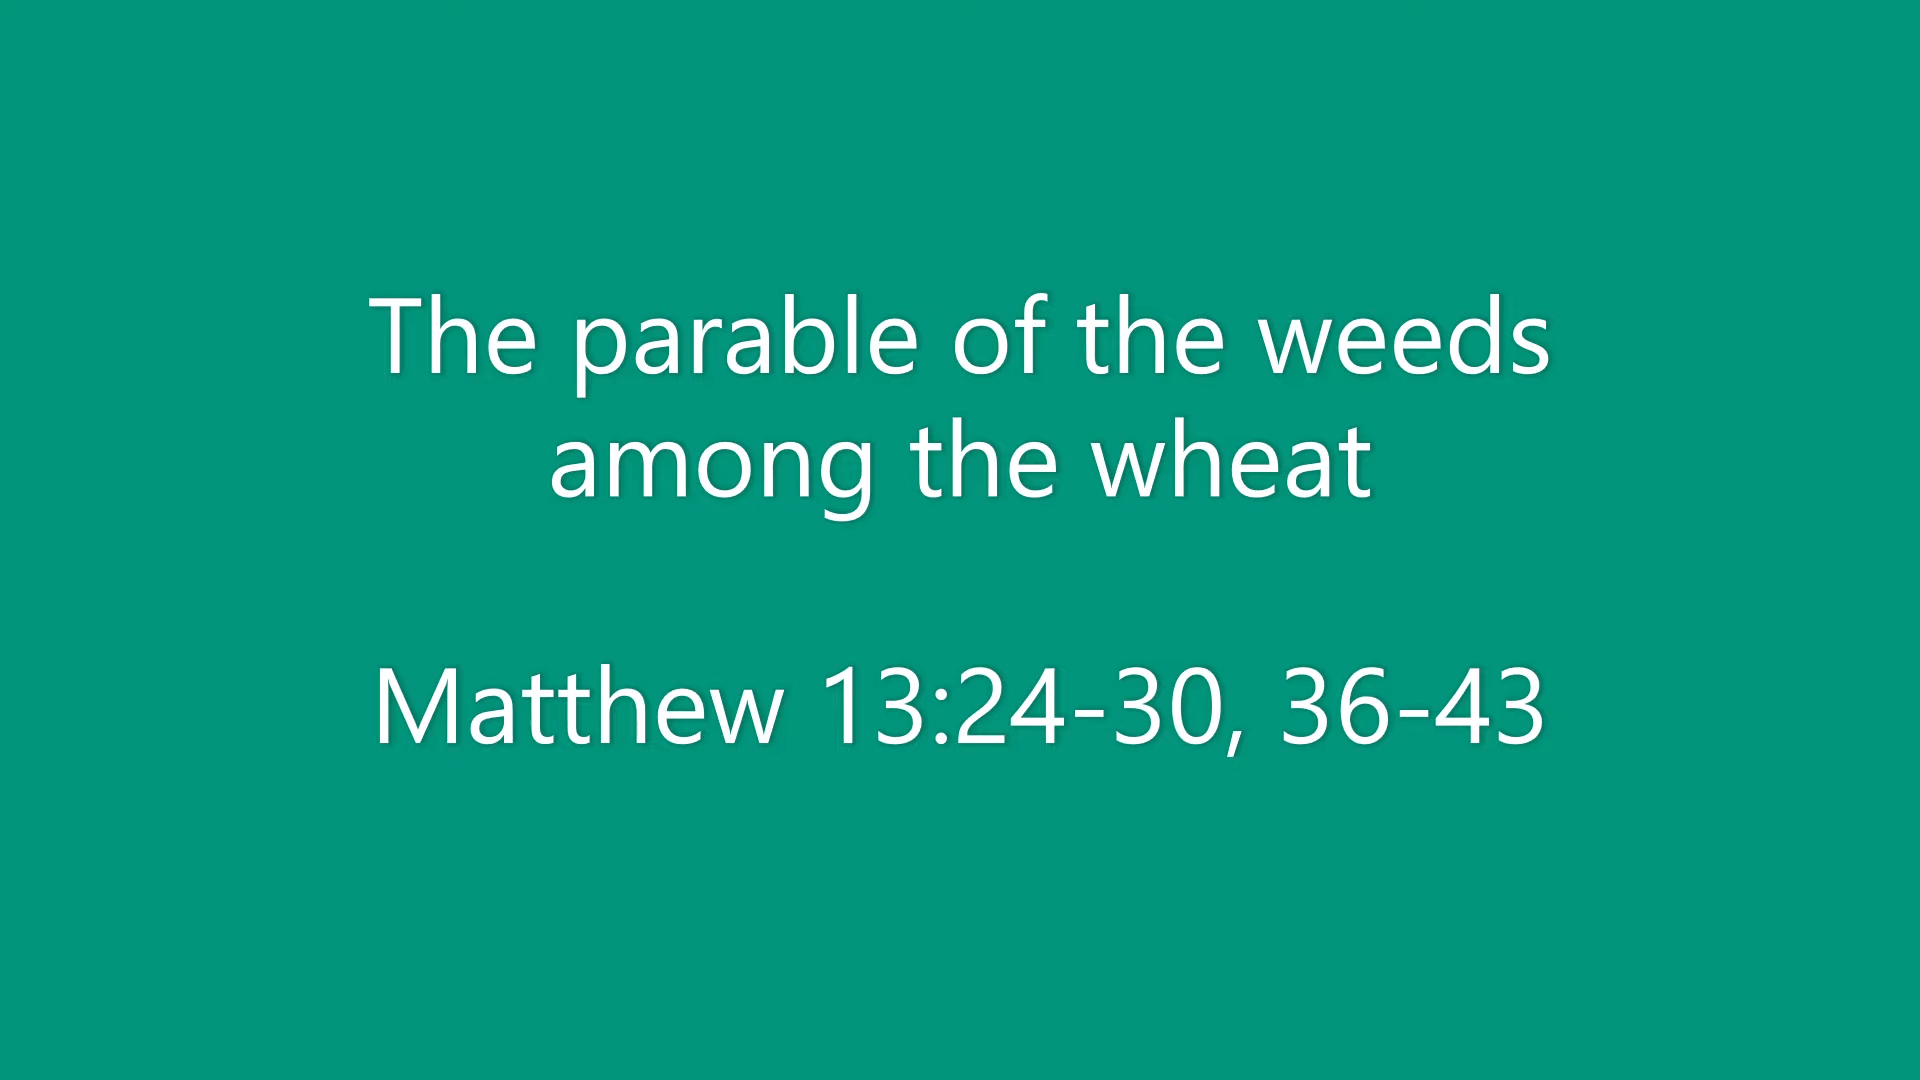 The parable of the weeds
among the wheat
Matthew 13:24-30, 36-43